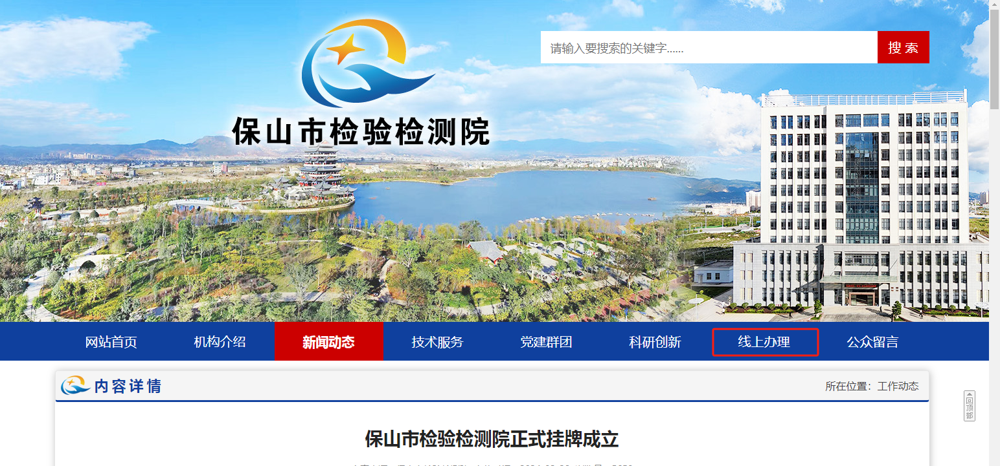 请输入要搜索的关键字......
搜 索
保山市检验检测院
网站首页
机构介绍
新闻动态
技术服务
党建群团
科研创新
线上办理
公众留言
内容详情
所在位置：工作动态
回顶部
保山市检验检测院正式挂牌成立